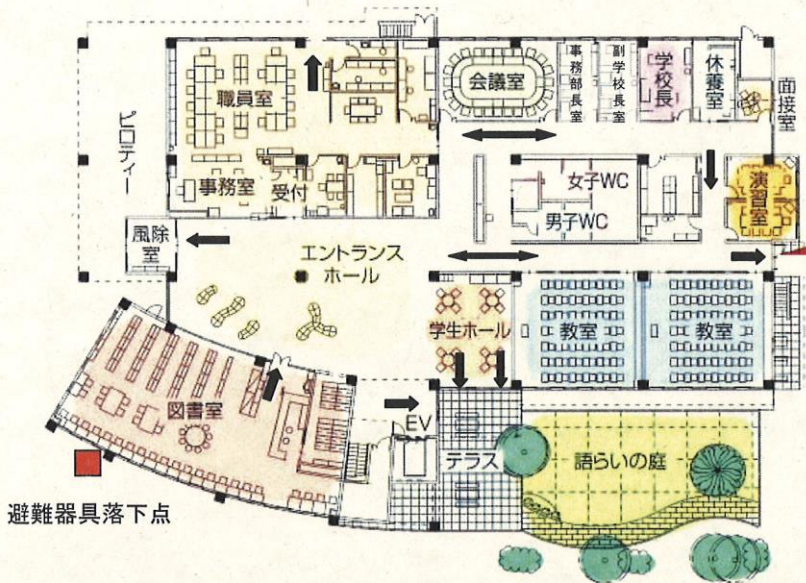 職員室
事務室
受付
ピロティー
会議室
事務部長室
副学校長室
学校長
休養室
面接室
女子WC
男子WC
演習室
風除室
エントランス
ホール
学生ホール
教室
教室
図書室
EV
テラス
語らいの庭
避難器具落下点